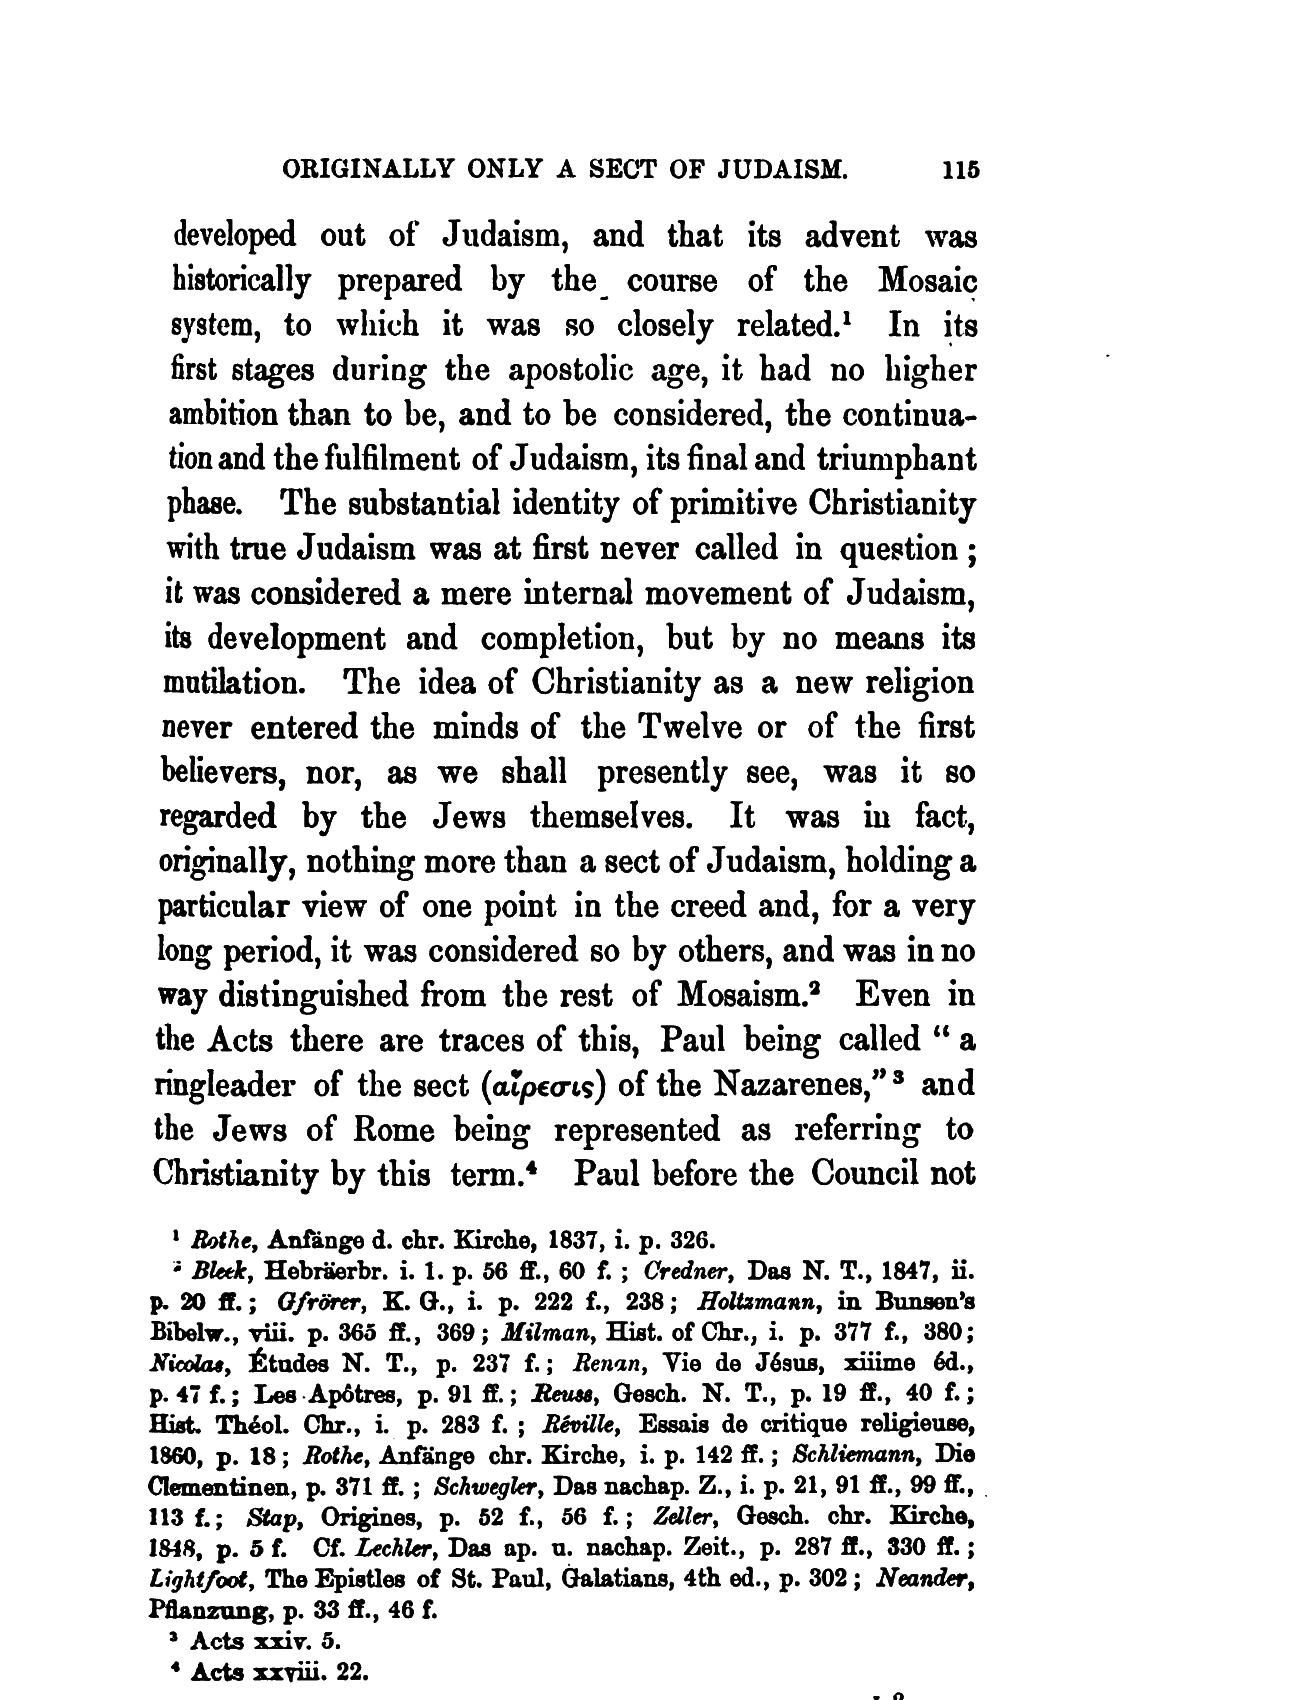 ORIGINALLY ONLY A SECT OF JUDAISM. 115
developed out of Judaism, and that its advent was
historically prepared by the course of the Mosaic
system, to which it was so closely related.¹ In its
first stages during the apostolic age, it had no higher
ambition than to be, and to be considered, the continua-
tion and the fulfilment of Judaism, its final and triumphant
phase. The substantial identity of primitive Christianity
with true Judaism was at first never called in question ;
it was considered a mere internal movement of Judaism,
its development and completion, but by no means its
mutilation. The idea of Christianity as a new religion
never entered the minds of the Twelve or of the first
believers, nor, as we shall presently see, was it so
regarded by the Jews themselves. It was in fact,
originally, nothing more than a sect of Judaism, holding a
particular view of one point in the creed and, for a very
long period, it was considered so by others, and was in no
way distinguished from the rest of Mosaism.² Even in
the Acts there are traces of this, Paul being called “ a
ringleader of the sect (αἵρεσις) of the Nazarenes,” ³ and
the Jews of Rome being represented as referring to
Christianity by this term.⁴ Paul before the Council not
¹ Rothe, Anfänge d. chr. Kirche, 1837, i. p. 326.
² Bleek, Hebräerbr. i. 1. p. 56 ff., 60 f. ; Credner, Das N. T., 1847, ii.
p. 20 ff. ; Gfrörer, K. G., i. p. 222 f., 238 ; Holtzmann, in Bunsen's
Bibelw., viii. p. 365 ff., 369 ; Milman, Hist. of Chr., i. p. 377 f., 380;
Nicolas, Études N. T., p. 237 f. ; Renan, Vie de Jésus, xiiime éd.,
p. 47 f. ; Les Apôtres, p. 91 ff. ; Reuss, Gesch. N. T., p. 19 ff., 40 f. ;
Hist. Théol. Chr., i. p. 283 f. ; Réville, Essais de critique religieuse,
1860, p. 18 ; Rothe, Anfänge chr. Kirche, i. p. 142 ff. ; Schliemann, Die
Clementinen, p. 371 ff. ; Schwegler, Das nachap. Z., i. p. 21, 91 ff., 99 ff.,
113 f. ; Stap, Origines, p. 52 f., 56 f. ; Zeller, Gesch. chr. Kirche,
1848, p. 5 f. Cf. Lechler, Das ap. u. nachap. Zeit., p. 287 ff., 330 ff. ;
Lightfoot, The Epistles of St. Paul, Galatians, 4th ed., p. 302 ; Neander,
Pflanzung, p. 33 ff., 46 f.
³ Acts xxiv. 5.
⁴ Acts xxviii. 22.